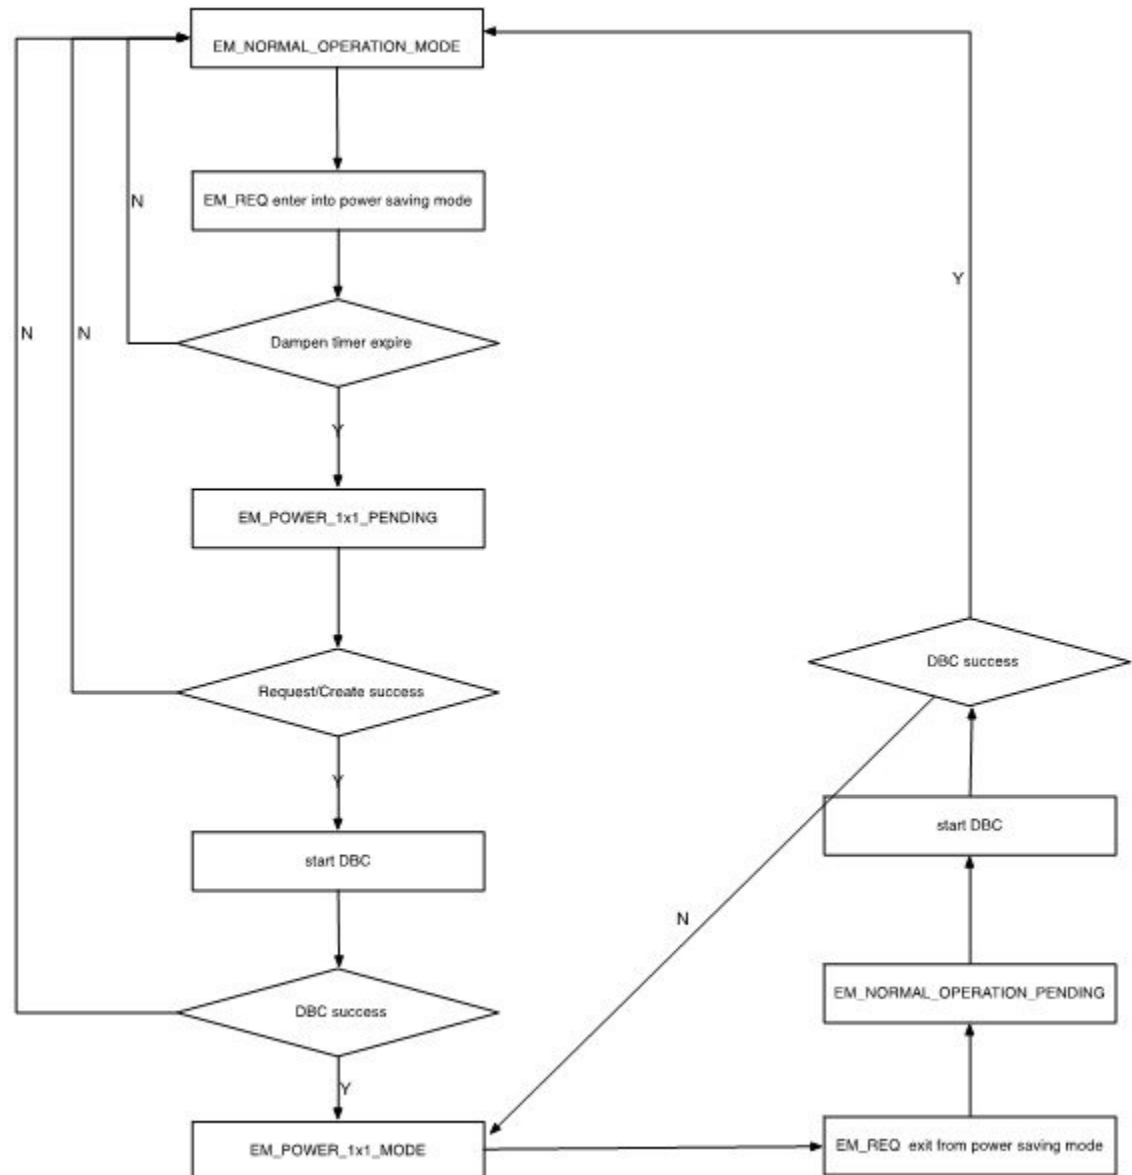 EM_NORMAL_OPERATION_MODE
EM_REQ enter into power saving mode
N
Y
N
N
Dampen timer expire
Y
EM_POWER_1x1_PENDING
DBC success
Request/Create success
Y
start DBC
start DBC
N
EM_NORMAL_OPERATION_PENDING
DBC success
Y
EM_POWER_1x1_MODE
EM_REQ  exit from power saving mode